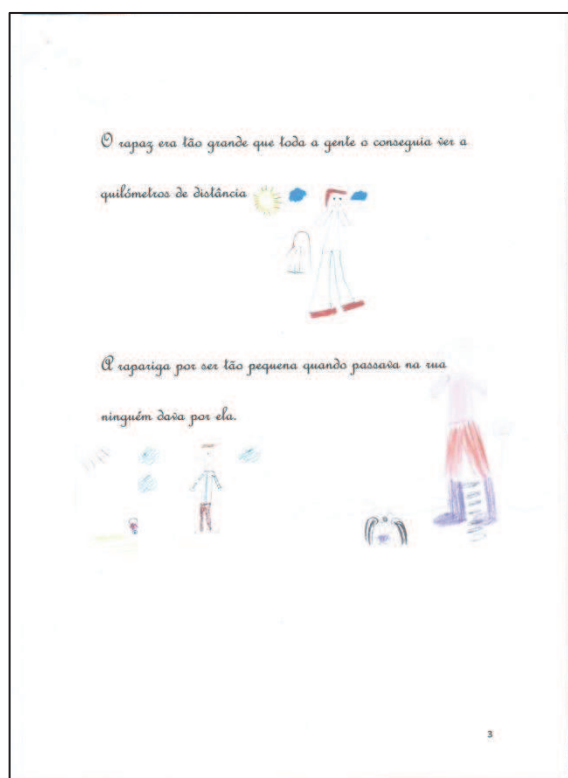 O rapaz era tão grande que toda a gente o conseguia ver a
quilómetros de distância
A rapariga por ser tão pequena quando passava na rua
ninguém dava por ela.
3